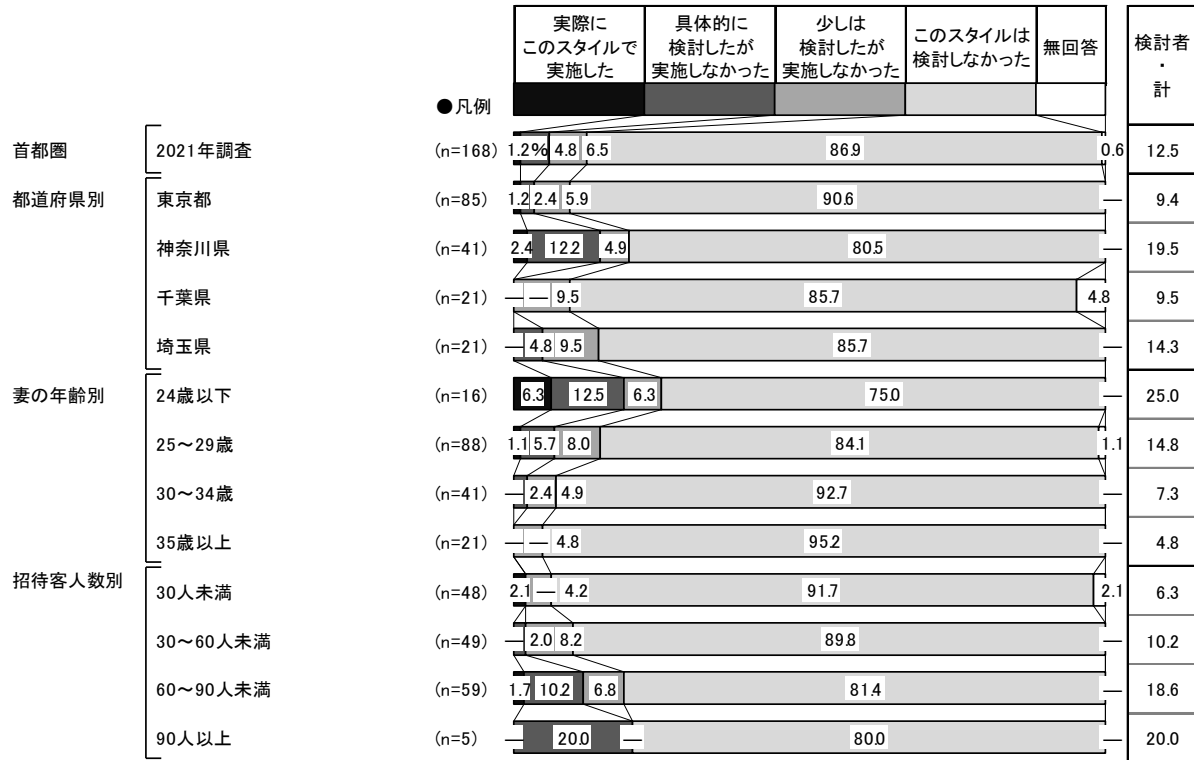 実際に
このスタイルで
実施した
具体的に
検討したが
実施しなかった
少しは
検討したが
実施しなかった
このスタイルは
検討しなかった
無回答
検討者
・
計
●凡例
首都圏 2021年調査 (n=168) 1.2% 4.8 6.5 86.9 0.6 12.5
都道府県別 東京都 (n=85) 1.2 2.4 5.9 90.6 — 9.4
神奈川県 (n=41) 2.4 12.2 4.9 80.5 — 19.5
千葉県 (n=21) — — 9.5 85.7 4.8 9.5
埼玉県 (n=21) — 4.8 9.5 85.7 — 14.3
妻の年齢別 24歳以下 (n=16) 6.3 12.5 6.3 75.0 — 25.0
25～29歳 (n=88) 1.1 5.7 8.0 84.1 1.1 14.8
30～34歳 (n=41) — 2.4 4.9 92.7 — 7.3
35歳以上 (n=21) — — 4.8 95.2 — 4.8
招待客人数別 30人未満 (n=48) 2.1 — 4.2 91.7 2.1 6.3
30～60人未満 (n=49) — 2.0 8.2 89.8 — 10.2
60～90人未満 (n=59) 1.7 10.2 6.8 81.4 — 18.6
90人以上 (n=5) — 20.0 — 80.0 — 20.0